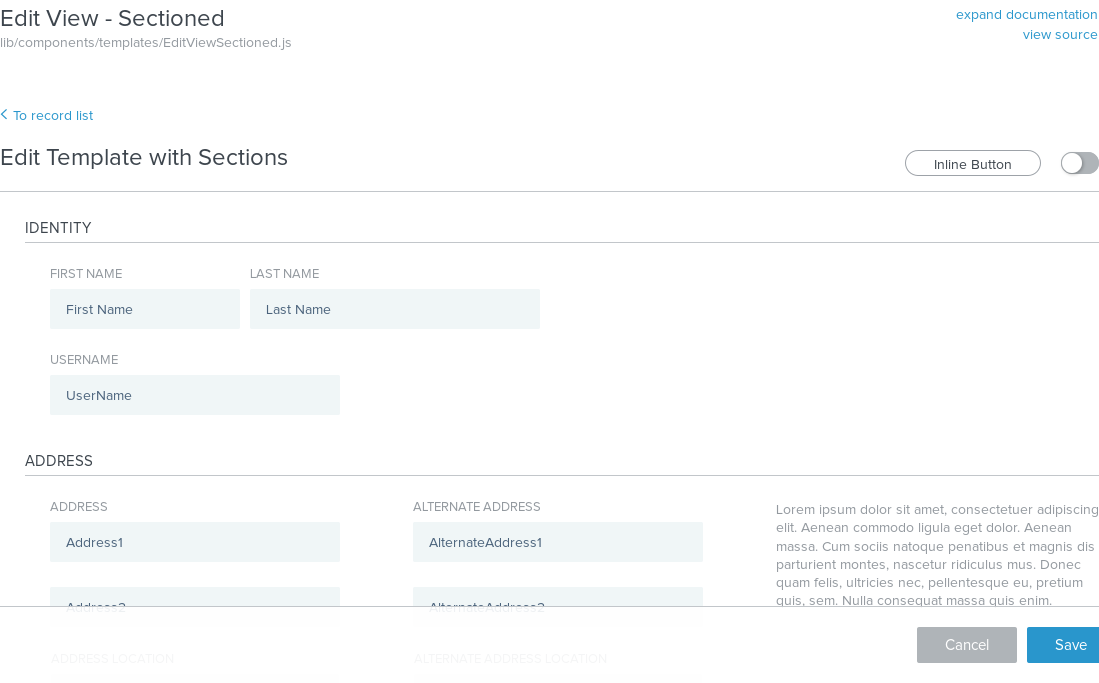 Edit View - Sectioned
expand documentation
lib/components/templates/EditViewSectioned.js
view source
To record list
Edit Template with Sections
Inline Button
IDENTITY
FIRST NAME LAST NAME
First Name Last Name
USERNAME
UserName
ADDRESS
ADDRESS ALTERNATE ADDRESS
Address1 AlternateAddress1
Lorem ipsum dolor sit amet, consectetuer adipiscing
elit. Aenean commodo ligula eget dolor. Aenean
massa. Cum sociis natoque penatibus et magnis dis
parturient montes, nascetur ridiculus mus. Donec
quam felis, ultricies nec, pellentesque eu, pretium
quis, sem. Nulla consequat massa quis enim.
Address2 AlternateAddress2
ADDRESS LOCATION ALTERNATE ADDRESS LOCATION
Cancel Save